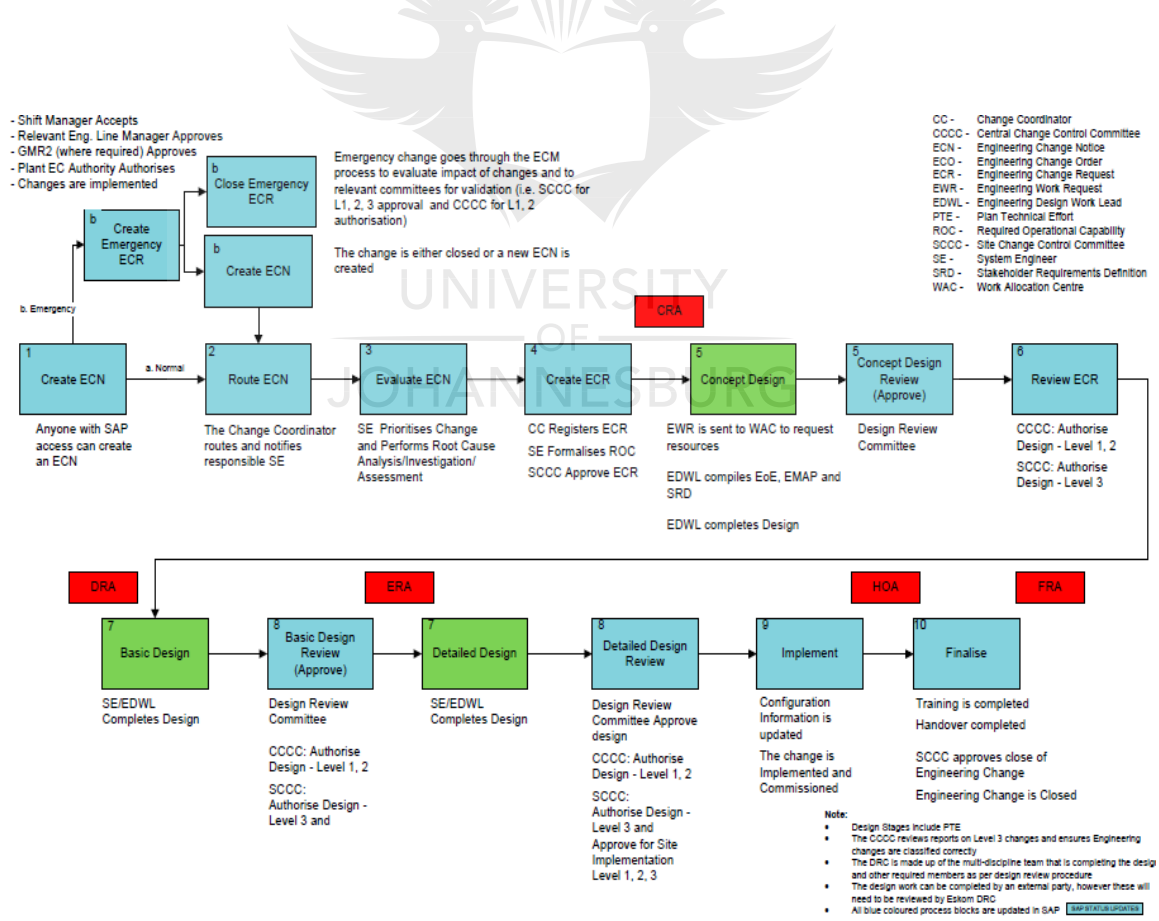 - Shift Manager Accepts
- Relevant Eng. Line Manager Approves
- GMR2 (where required) Approves
- Plant EC Authority Authorises
- Changes are implemented
b
Close Emergency
ECR
b
Create
Emergency
ECR
b
Create ECN
Emergency change goes through the ECM
process to evaluate impact of changes and to
relevant committees for validation (i.e. SCCC for
L1, 2, 3 approval and CCCC for L1, 2
authorisation)
The change is either closed or a new ECN is
created
CC - Change Coordinator
CCCC - Central Change Control Committee
ECN - Engineering Change Notice
ECO - Engineering Change Order
ECR - Engineering Change Request
EWR - Engineering Work Request
EDWL - Engineering Design Work Lead
PTE - Plan Technical Effort
ROC - Required Operational Capability
SCCC - Site Change Control Committee
SE - System Engineer
SRD - Stakeholder Requirements Definition
WAC - Work Allocation Centre
UNIVERSITY
OF
JOHANNESBURG
b. Emergency
CRA
1
Create ECN
a. Normal
2
Route ECN
3
Evaluate ECN
4
Create ECR
5
Concept Design
5
Concept Design
Review
(Approve)
6
Review ECR
Anyone with SAP
access can create
an ECN
The Change Coordinator
routes and notifies
responsible SE
SE Prioritises Change
and Performs Root Cause
Analysis/Investigation/
Assessment
CC Registers ECR
SE Formalises ROC
SCCC Approve ECR
EWR is sent to WAC to request
resources
EDWL compiles EoE, EMAP and
SRD
EDWL completes Design
Design Review
Committee
CCCC: Authorise
Design - Level 1, 2
SCCC: Authorise
Design - Level 3
DRA
ERA
HOA
FRA
7
Basic Design
8
Basic Design
Review
(Approve)
7
Detailed Design
8
Detailed Design
Review
9
Implement
10
Finalise
SE/EDWL
Completes Design
Design Review
Committee
CCCC: Authorise
Design - Level 1, 2
SCCC:
Authorise Design -
Level 3 and
SE/EDWL
Completes Design
Design Review
Committee Approve
design
CCCC: Authorise
Design - Level 1, 2
SCCC:
Authorise Design -
Level 3 and
Approve for Site
Implementation
Level 1, 2, 3
Configuration
Information is
updated
The change is
Implemented and
Commissioned
Training is completed
Handover completed
SCCC approves close of
Engineering Change
Engineering Change is Closed
Note:
• Design Stages include PTE
• The CCCC reviews reports on Level 3 changes and ensures Engineering
changes are classified correctly
• The DRC is made up of the multi-discipline team that is completing the desig
and other required members as per design review procedure
• The design work can be completed by an external party, however these will
need to be reviewed by Eskom DRC
• All blue coloured process blocks are updated in SAP SAP STATUS UPDATES